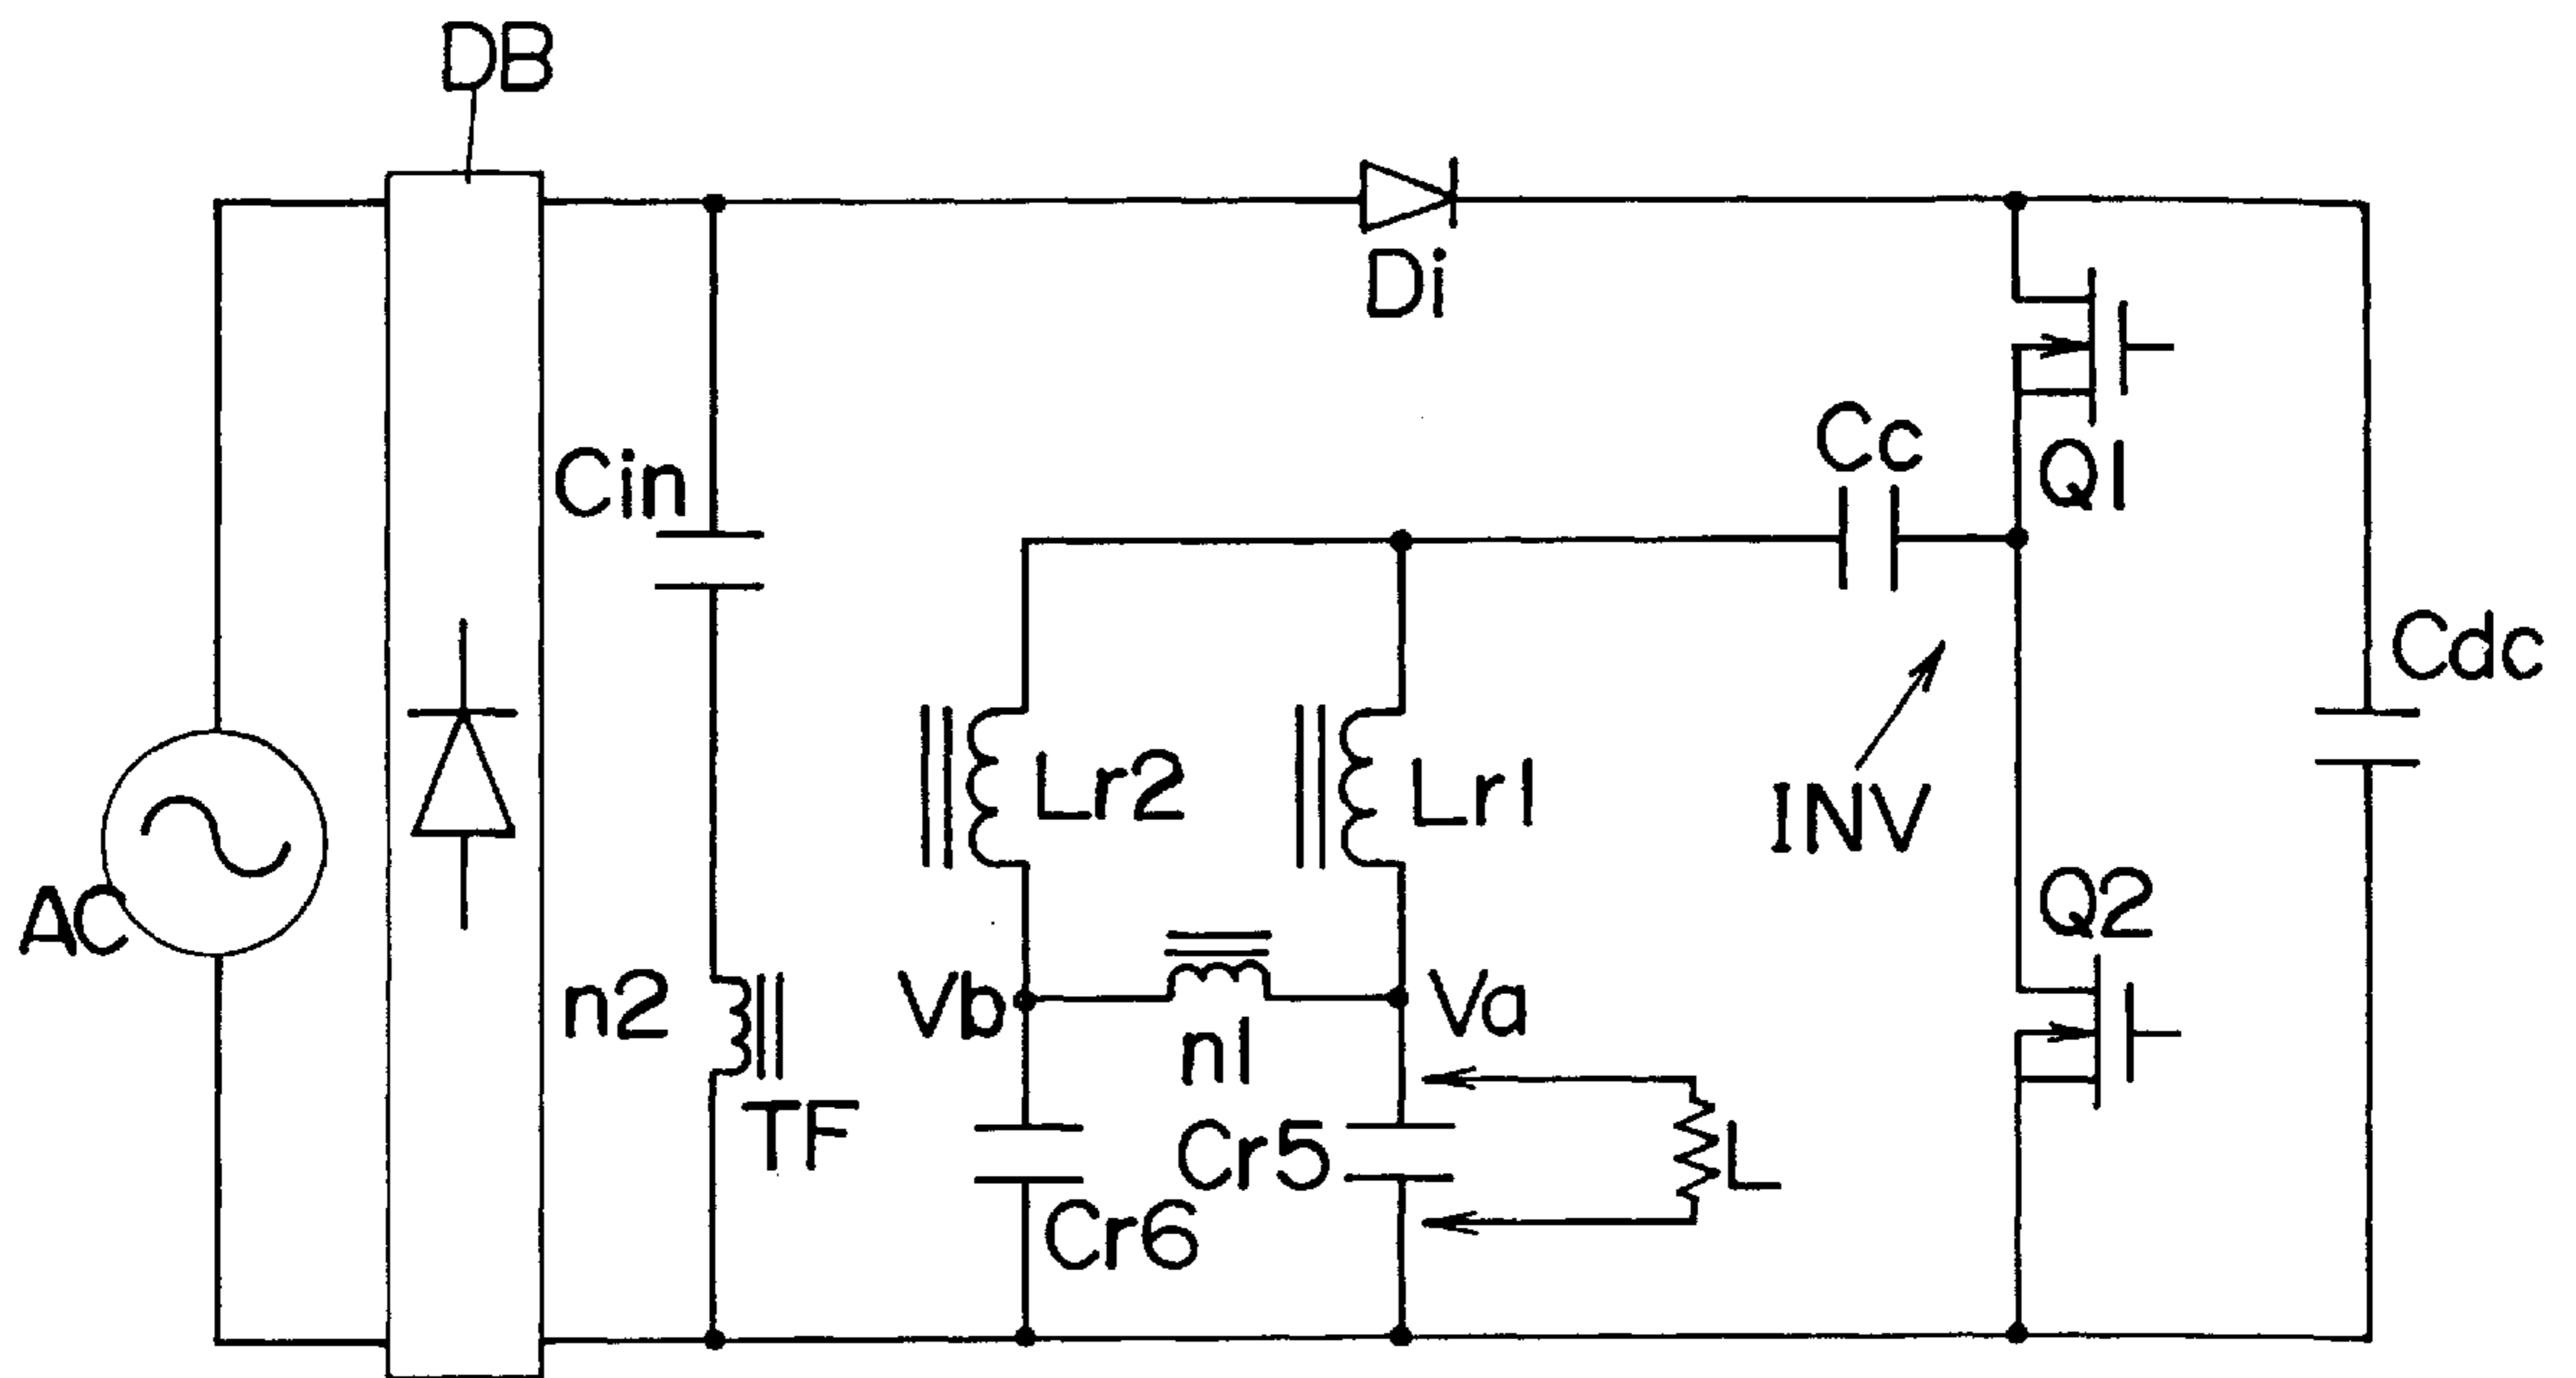 DB
Di
Cin
Cc
Q1
Cdc
Lr2
Lr1
INV
AC
Q2
n2
Vb
Va
n1
TF
Cr5
L
Cr6